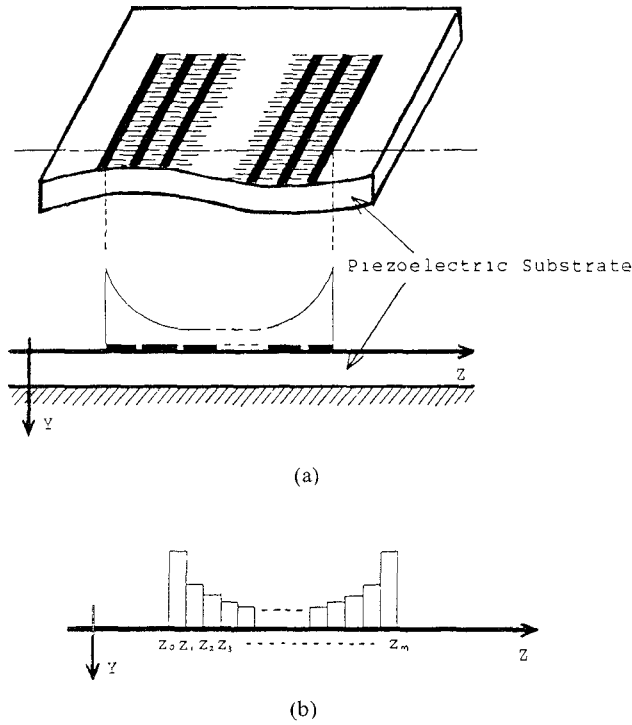 Piezoelectric Substrate
Z
Y
(a)
Z₀ Z₁ Z₂ Z₃ Zₘ Z
Y
(b)